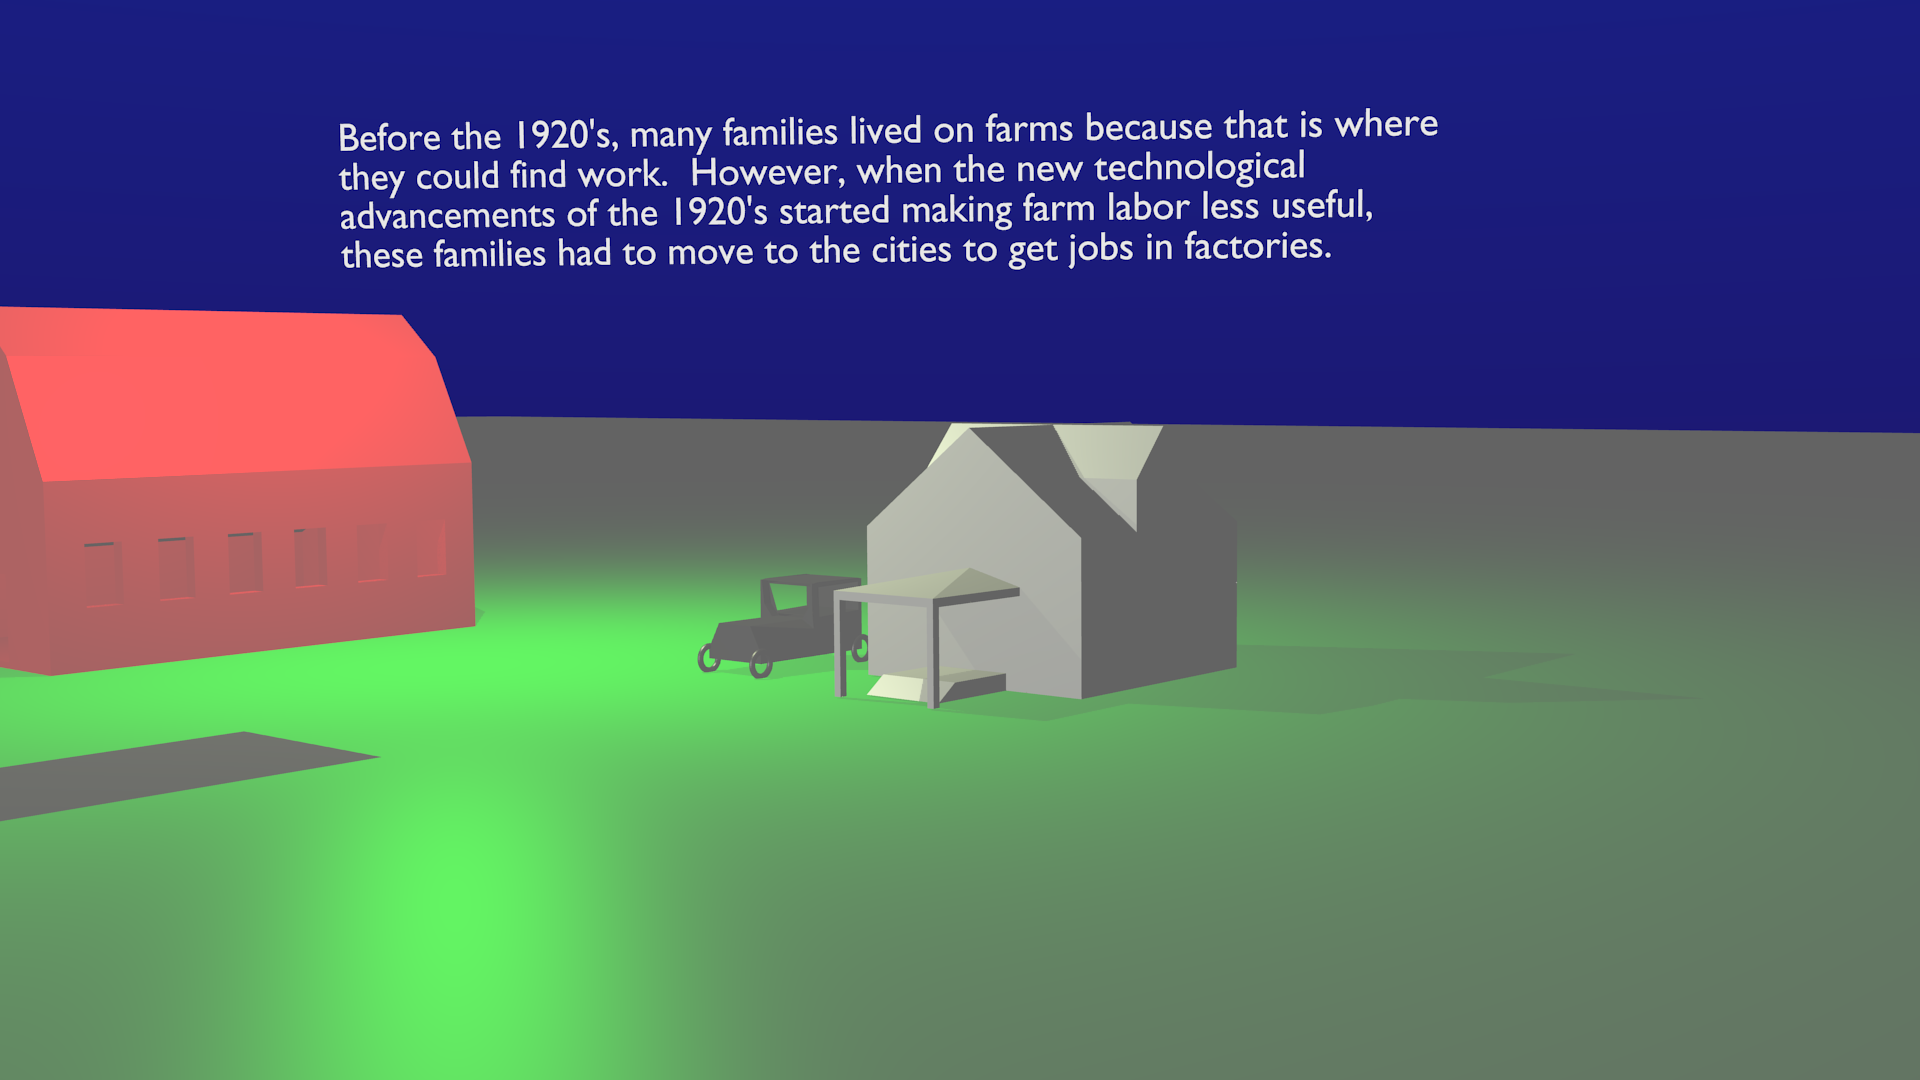 Before the 1920's, many families lived on farms because that is where
they could find work.  However, when the new technological
advancements of the 1920's started making farm labor less useful,
these families had to move to the cities to get jobs in factories.